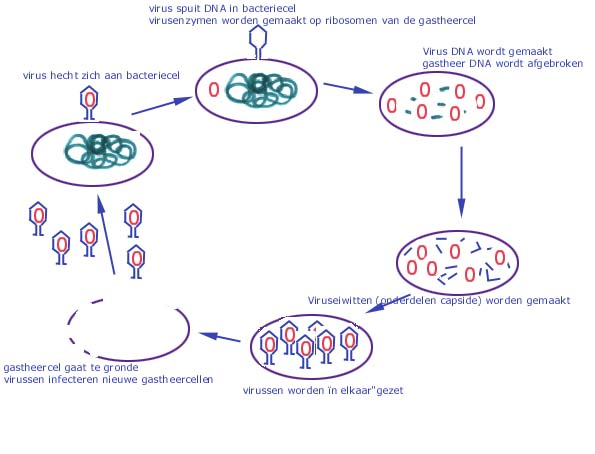 virus spuit DNA in bacteriecel
virusenzymen worden gemaakt op ribosomen van de gastheercel
Virus DNA wordt gemaakt
gastheer DNA wordt afgebroken
virus hecht zich aan bacteriecel
Viruseiwitten (onderdelen capside) worden gemaakt
gastheercel gaat te gronde
virussen infecteren nieuwe gastheercellen
virussen worden in elkaar"gezet